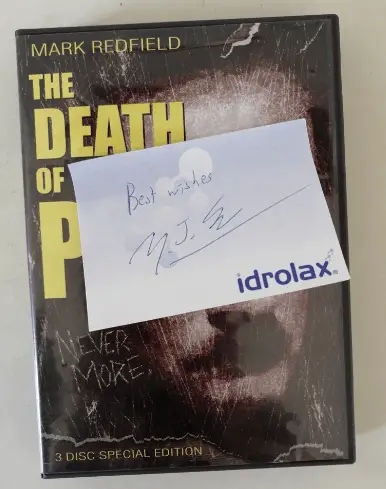 MARK REDFIELD
THE
DEATH
OF
P
Best wishes
idrolax®
NEVER
MORE
3 DISC SPECIAL EDITION